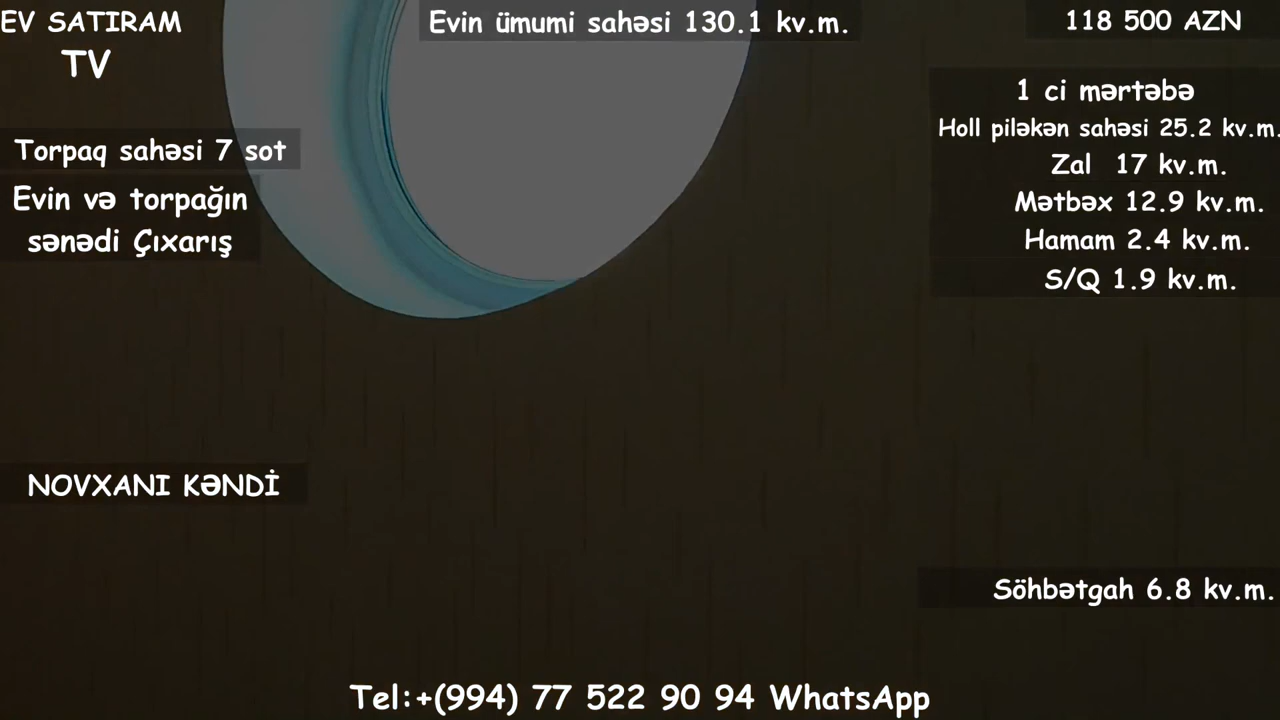 EV SATIRAM
TV
Evin ümumi sahəsi 130.1 kv.m.
118 500 AZN
Torpaq sahəsi 7 sot
Evin və torpağın
sənədi Çıxarış
1 ci mərtəbə
Holl piləkən sahəsi 25.2 kv.m.
Zal 17 kv.m.
Mətbəx 12.9 kv.m.
Hamam 2.4 kv.m.
S/Q 1.9 kv.m.
NOVXANI KƏNDİ
Söhbətgah 6.8 kv.m.
Tel:+(994) 77 522 90 94 WhatsApp